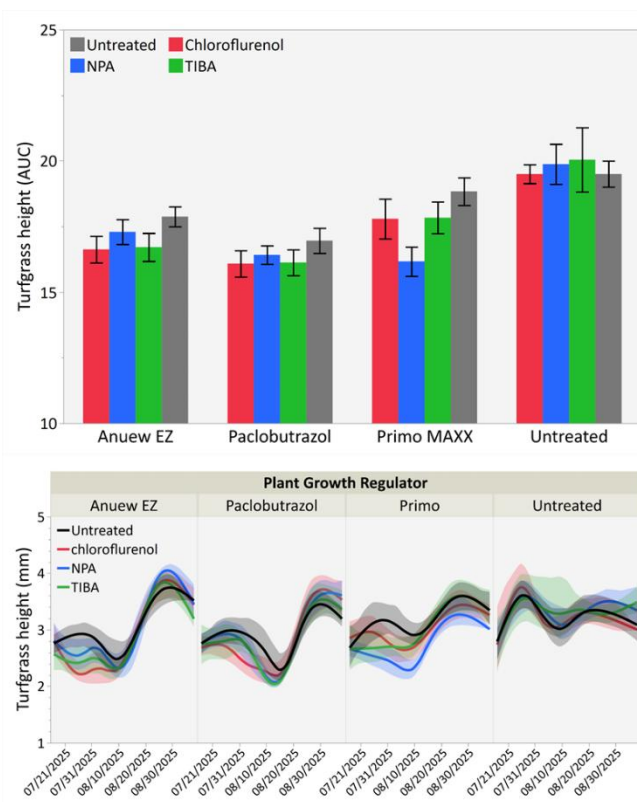 25
Untreated Chloroflurenol
NPA TIBA
20
15
10
Turfgrass height (AUC)
Anuew EZ Paclobutrazol Primo MAXX Untreated
Plant Growth Regulator
Anuew EZ Paclobutrazol Primo Untreated
5
Untreated
chloroflurenol
NPA
TIBA
4
3
2
1
Turfgrass height (mm)
07/21/2025 07/31/2025 08/10/2025 08/20/2025 08/30/2025 07/21/2025 07/31/2025 08/10/2025 08/20/2025 08/30/2025 07/21/2025 07/31/2025 08/10/2025 08/20/2025 08/30/2025 07/21/2025 07/31/2025 08/10/2025 08/20/2025 08/30/2025